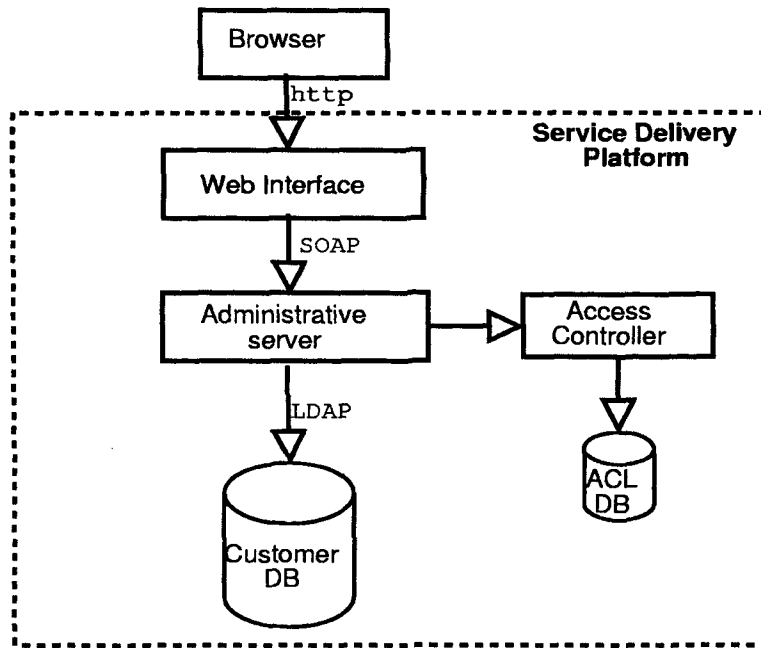 Browser
http
Service Delivery
Platform
Web Interface
SOAP
Administrative
server
Access
Controller
LDAP
ACL
DB
Customer
DB